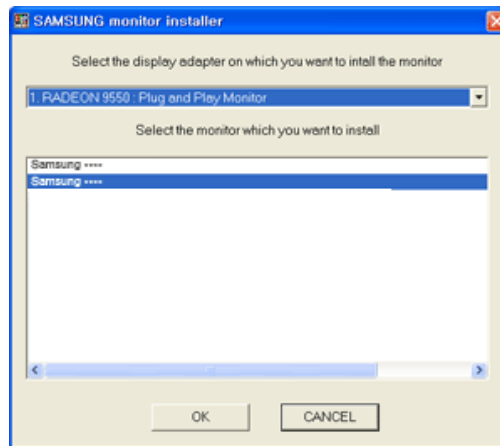 SAMSUNG monitor installer
Select the display adapter on which you want to intall the monitor
1. RADEON 9550 : Plug and Play Monitor
Select the monitor which you want to install
Samsung ----
Samsung ----
OK
CANCEL